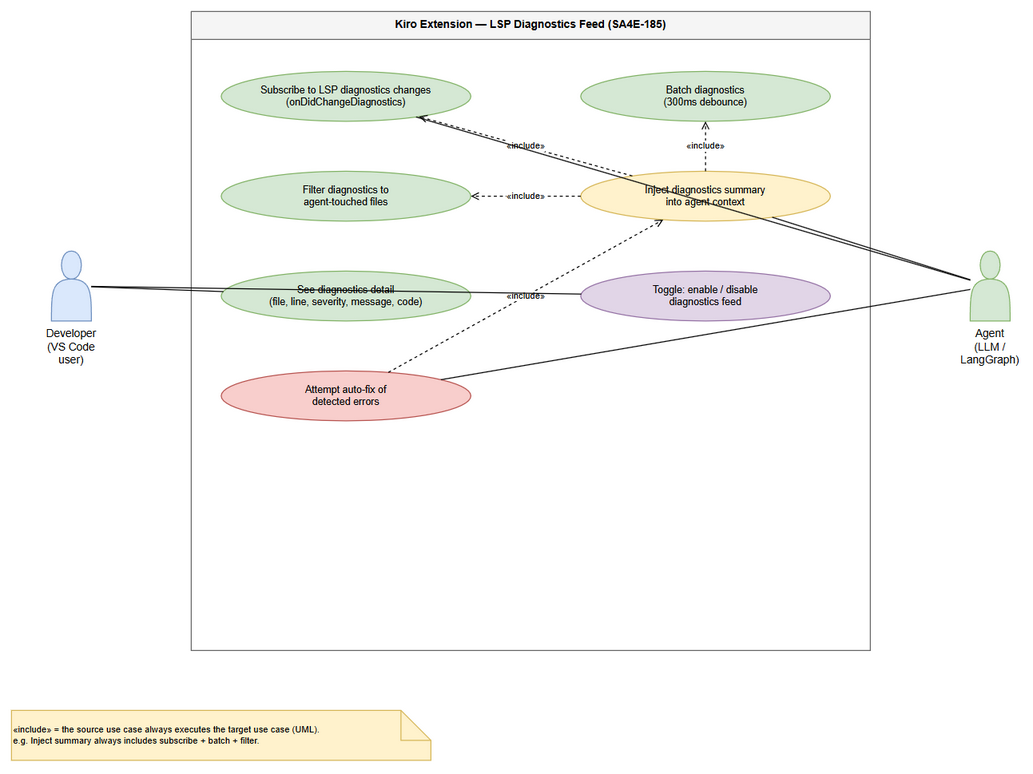 Kiro Extension — LSP Diagnostics Feed (SA4E-185)
Subscribe to LSP diagnostics changes
(onDidChangeDiagnostics)
Batch diagnostics
(300ms debounce)
«include»
«include»
Filter diagnostics to
agent-touched files
«include»
Inject diagnostics summary
into agent context
See diagnostics detail
(file, line, severity, message, code)
«include»
Toggle: enable / disable
diagnostics feed
Developer
(VS Code
user)
Agent
(LLM /
LangGraph)
Attempt auto-fix of
detected errors
«include» = the source use case always executes the target use case (UML).
e.g. Inject summary always includes subscribe + batch + filter.